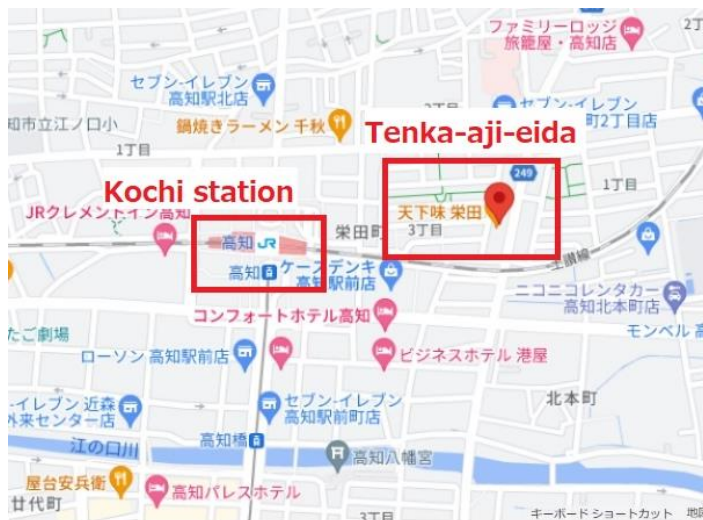 ファミリーロッジ
旅籠屋・高知店
2丁
セブン-イレブン
高知駅北店
知市立江ノ口小
鍋焼きラーメン 千秋
セブン-イレブン
町2丁目店
1丁目
Tenka-aji-eida
249
1丁目
Kochi station
JRクレメントイン高知
天下味 栄田
3丁目
栄田町
高知 JR
高知
ケーズデンキ
高知駅前店
土讃線
ニコニコレンタカー
高知北本町店
コンフォートホテル高知
たご劇場
モンベル 高
ローソン 高知駅前店
ビジネスホテル 港屋
-イレブン 近森
外来センター店
セブン-イレブン
高知駅前町店
北本町
高知橋
江の口川
高知八幡宮
屋台安兵衛
高知パレスホテル
廿代町
3丁目
キーボード ショートカット
地図